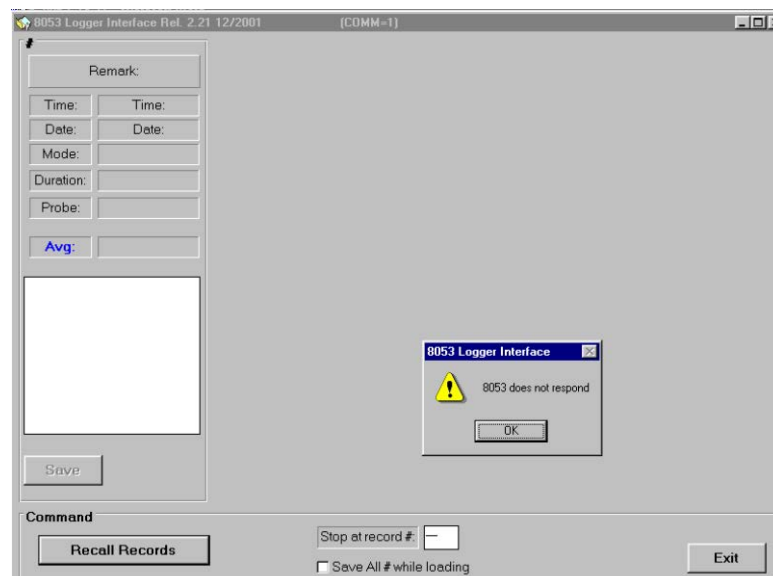 8053 Logger Interface Rel. 2.21 12/2001 (COMM=1)
#
Remark:
Time: Time:
Date: Date:
Mode:
Duration:
Probe:
Avg:
8053 Logger Interface
8053 does not respond
OK
Save
Command
Recall Records
Stop at record #: —
Save All # while loading
Exit